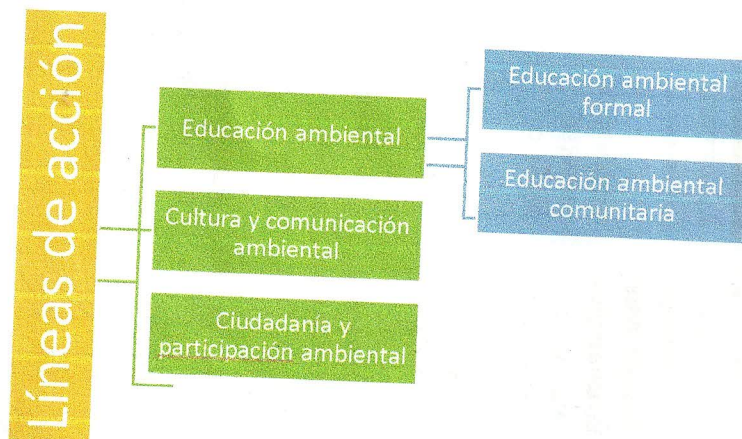 Líneas de acción
Educación ambiental
Cultura y comunicación
ambiental
Ciudadanía y
participación ambiental
Educación ambiental
formal
Educación ambiental
comunitaria